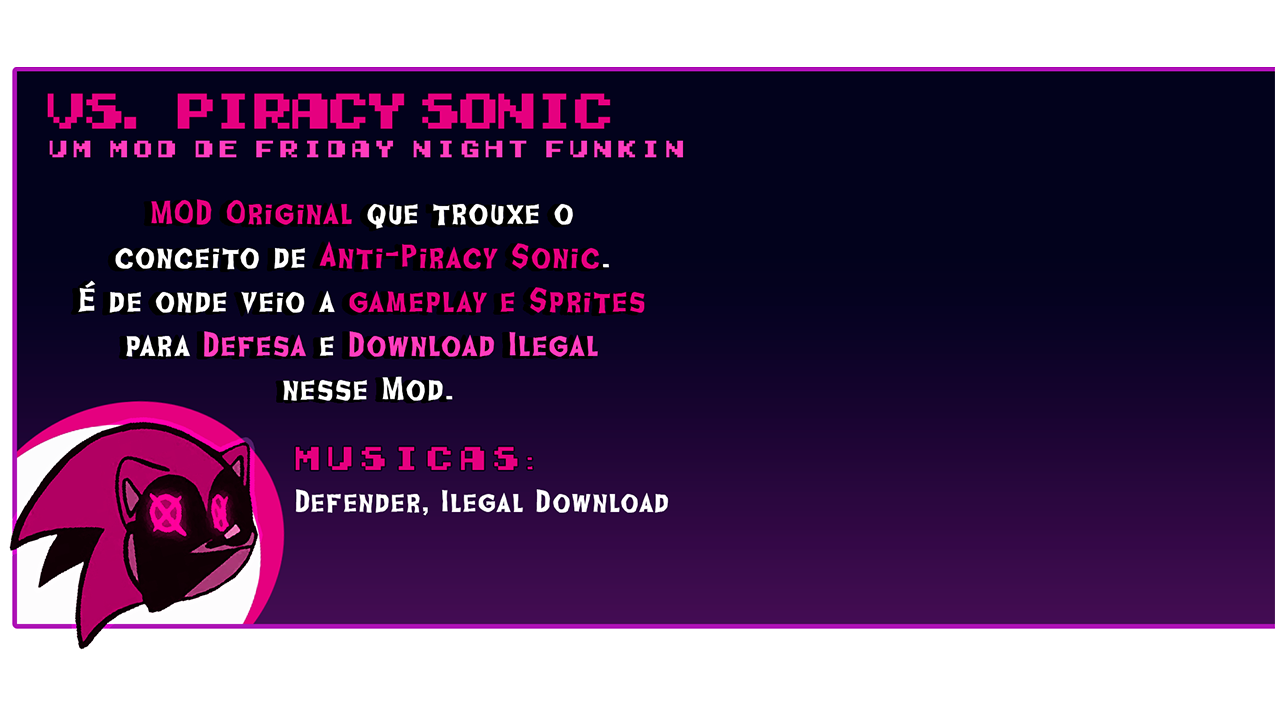 VS. PIRACY SONIC
UM MOD DE FRIDAY NIGHT FUNKIN
MOD Original que trouxe o
conceito de Anti-Piracy Sonic.
É de onde veio a gameplay e Sprites
para Defesa e Download Ilegal
nesse Mod.
MUSICAS:
Defender, Ilegal Download